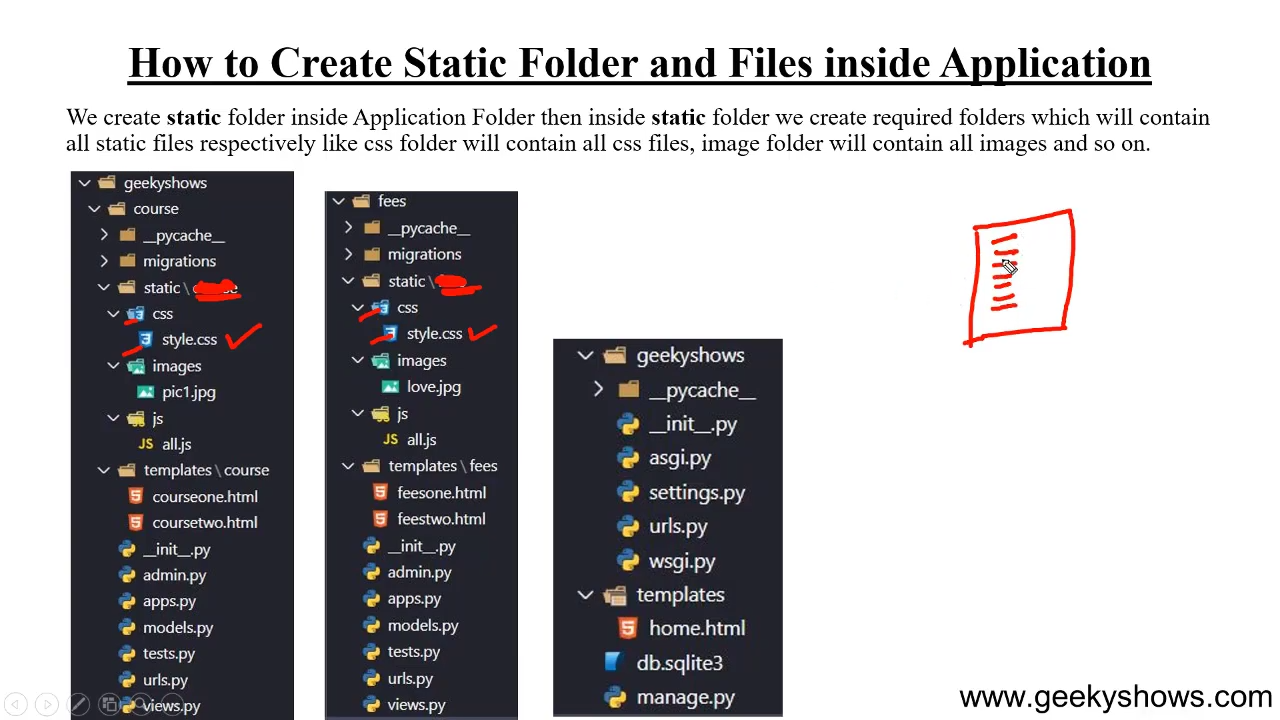 How to Create Static Folder and Files inside Application
We create static folder inside Application Folder then inside static folder we create required folders which will contain
all static files respectively like css folder will contain all css files, image folder will contain all images and so on.
geekyshows
course
__pycache__
migrations
static \
css
style.css
images
pic1.jpg
js
JS all.js
templates \ course
courseone.html
coursetwo.html
__init__.py
admin.py
apps.py
models.py
tests.py
urls.py
views.py
fees
__pycache__
migrations
static \
css
style.css
images
love.jpg
js
JS all.js
templates \ fees
feesone.html
feestwo.html
__init__.py
admin.py
apps.py
models.py
tests.py
urls.py
views.py
geekyshows
__pycache__
__init__.py
asgi.py
settings.py
urls.py
wsgi.py
templates
home.html
db.sqlite3
manage.py
www.geekyshows.com